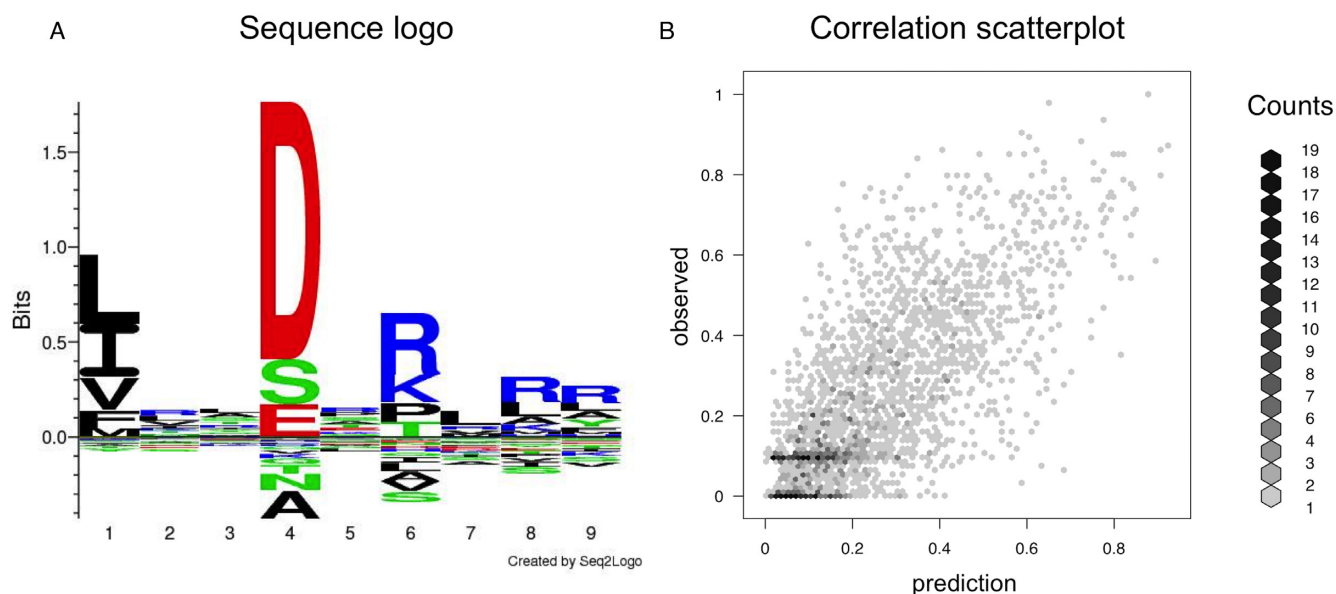 A
Sequence logo
Bits
1.5
1.0
0.5
0.0
L
I
V
F
M
D
S
E
I
N
A
R
K
P
T
L
V
S
R
L
R
1 2 3 4 5 6 7 8 9
Created by Seq2Logo
B
Correlation scatterplot
observed
1
0.8
0.6
0.4
0.2
0
0 0.2 0.4 0.6 0.8
prediction
Counts
19
18
17
16
14
13
12
11
10
9
8
7
6
4
3
2
1